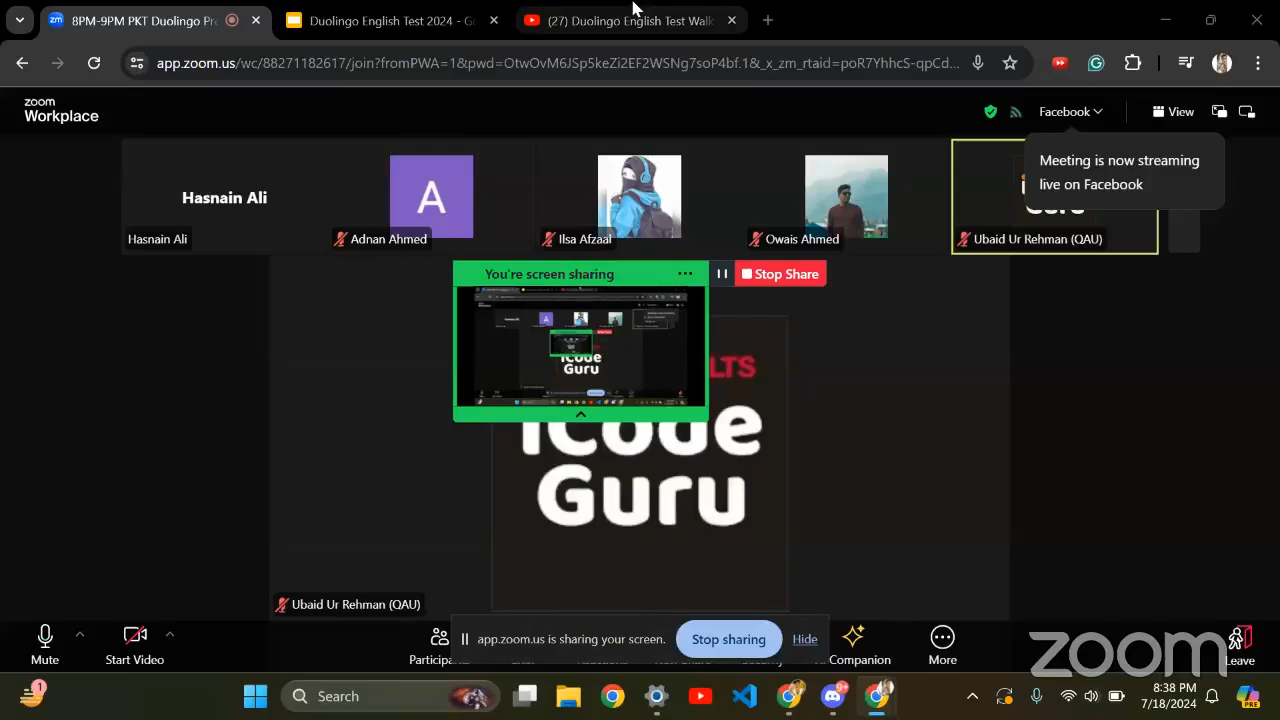 8PM-9PM PKT Duolingo Pr
Duolingo English Test 2024 - G
(27) Duolingo English Test Walk
app.zoom.us/wc/88271182617/join?fromPWA=1&pwd=OtwOvM6JSp5keZi2EF2WSNg7soP4bf.1&_x_zm_rtaid=poR7YhhcS-qpCd...
zoom
Workplace
Facebook
View
Meeting is now streaming
live on Facebook
Hasnain Ali
A
Hasnain Ali
Adnan Ahmed
Ilsa Afzaal
Owais Ahmed
Guru
Ubaid Ur Rehman (QAU)
You're screen sharing
Stop Share
iCode
Guru
LTS
iCode
Guru
Ubaid Ur Rehman (QAU)
app.zoom.us is sharing your screen.
Stop sharing
Hide
Mute
Start Video
Participa
Companion
More
Leave
zoom
1
Search
8:38 PM
7/18/2024
PRE